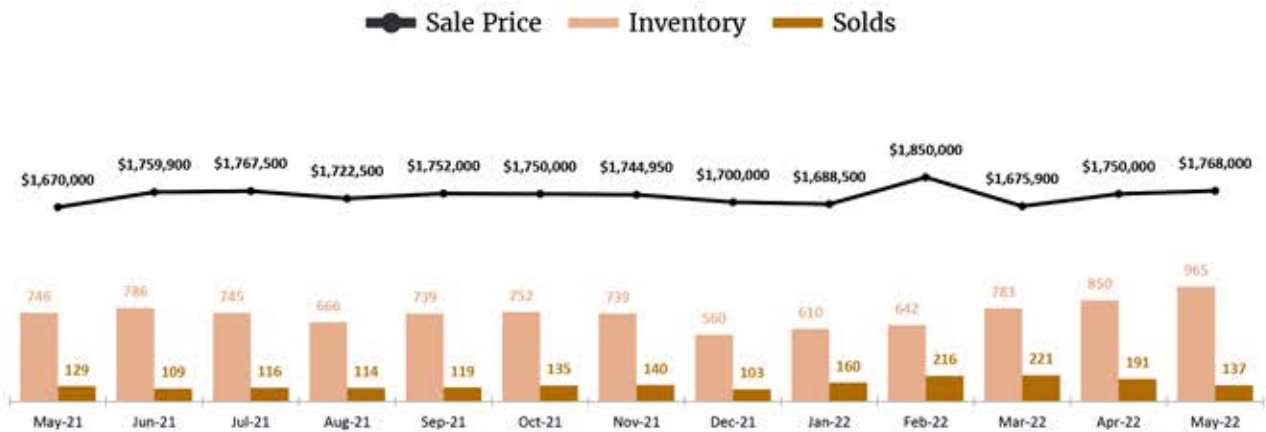 Sale Price Inventory Solds
$1,670,000 $1,759,900 $1,767,500 $1,722,500 $1,752,000 $1,750,000 $1,744,950 $1,700,000 $1,688,500 $1,850,000 $1,675,900 $1,750,000 $1,768,000
746 786 745 666 739 752 739 560 610 642 783 850 965
129 109 116 114 119 135 140 103 160 216 221 191 137
May-21 Jun-21 Jul-21 Aug-21 Sep-21 Oct-21 Nov-21 Dec-21 Jan-22 Feb-22 Mar-22 Apr-22 May-22